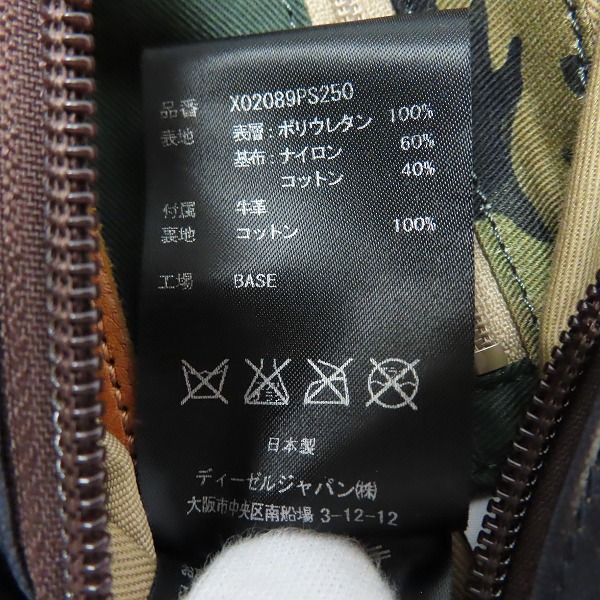 品番 X02089PS250
表地 表層:ポリウレタン 100%
基布:ナイロン 60%
コットン 40%
付属 牛革
裏地 コットン 100%
工場 BASE
日本製
ディーゼルジャパン㈱
大阪市中央区南船場 3-12-12